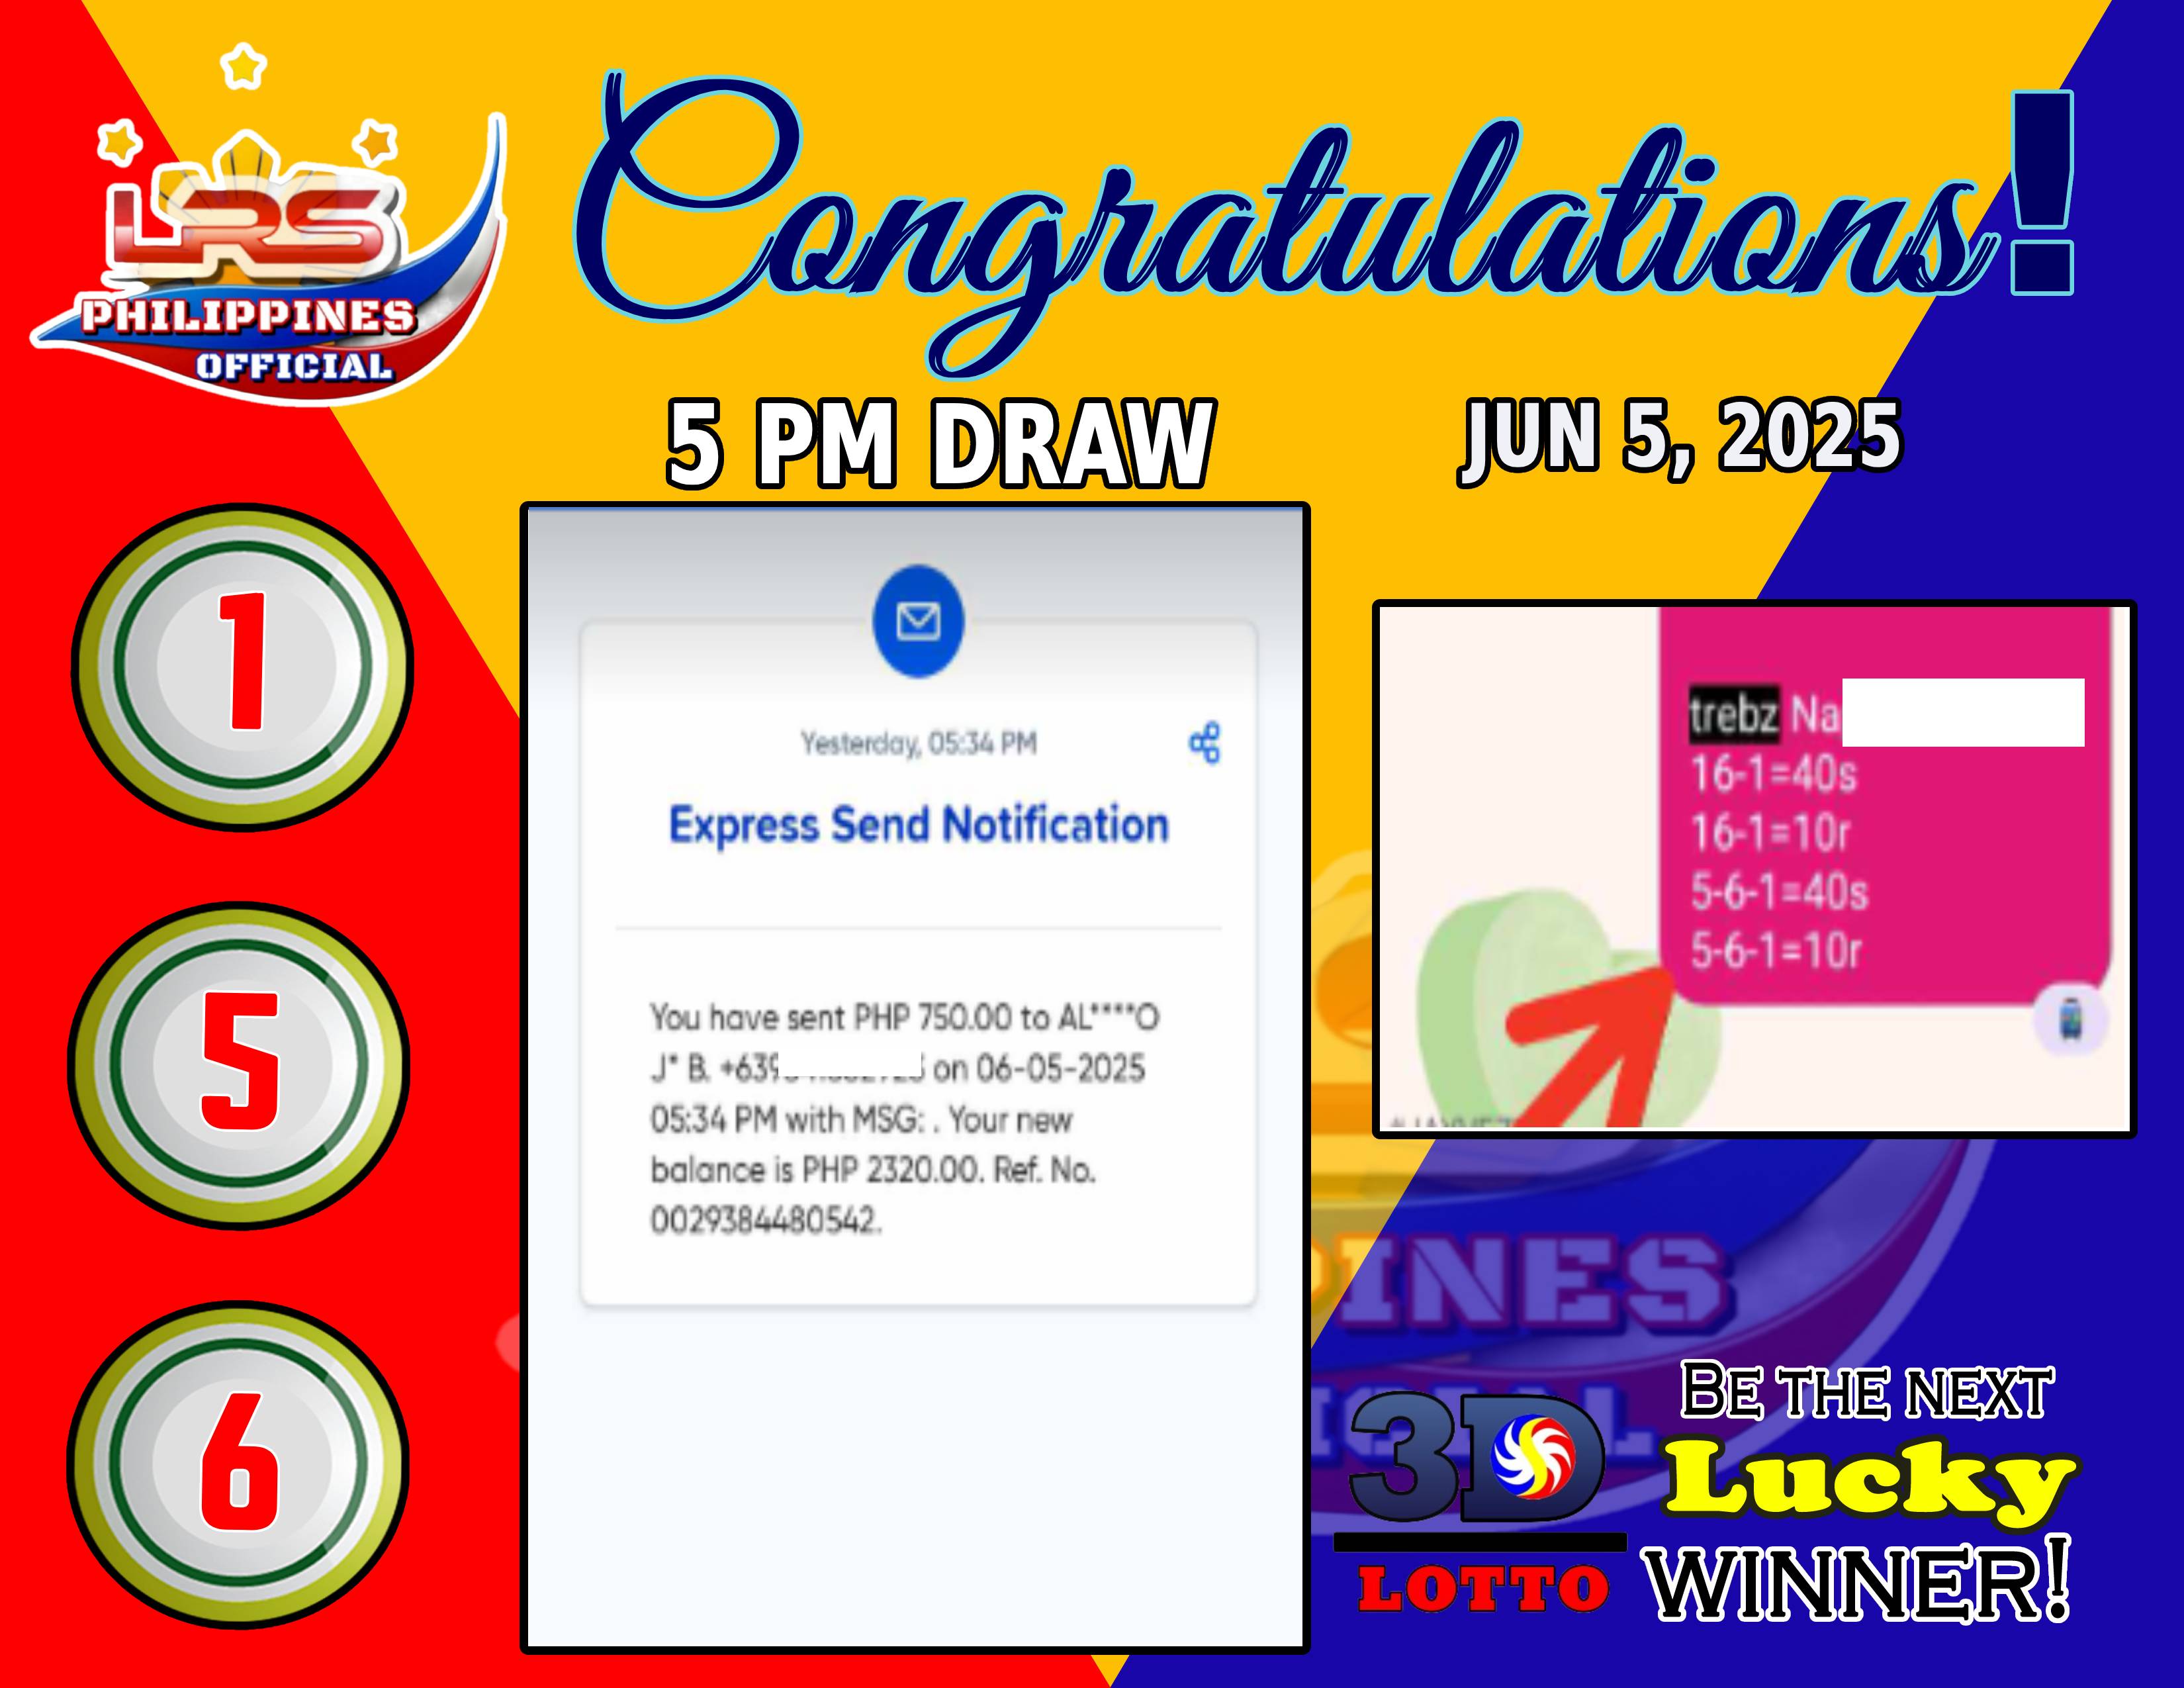 LRS
PHILIPPINES
OFFICIAL
Congratulations!
5 PM DRAW
JUN 5, 2025
1
5
6
Yesterday, 05:34 PM
Express Send Notification
You have sent PHP 750.00 to AL****O
J* B. +639 on 06-05-2025
05:34 PM with MSG: . Your new
balance is PHP 2320.00. Ref. No.
0029384480542.
trebz Na
16-1=40s
16-1=10r
5-6-1=40s
5-6-1=10r
PINES
3D
LOTTO
BE THE NEXT
Lucky
WINNER!